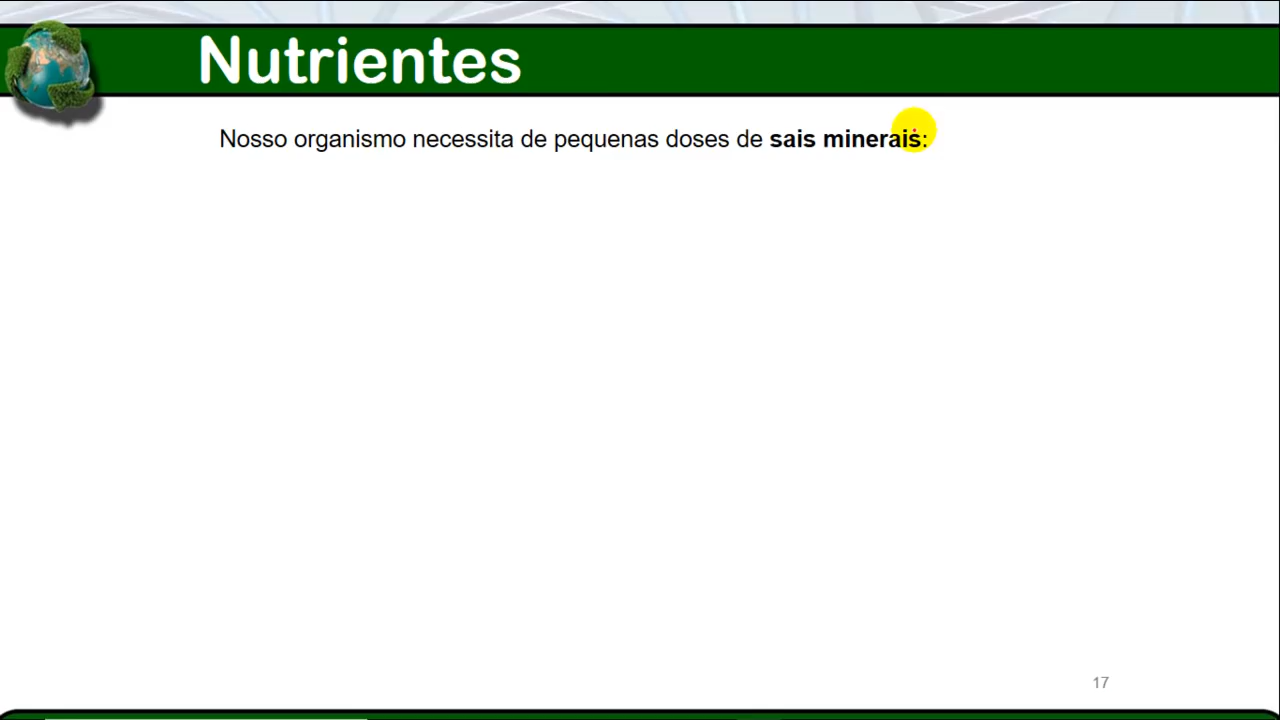 Nutrientes
Nosso organismo necessita de pequenas doses de sais minerais:
17